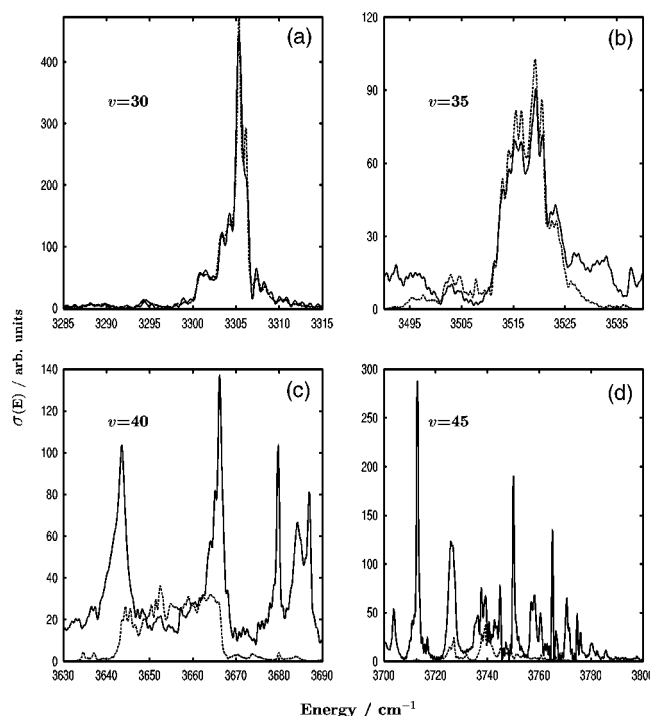 (a)
v=30
400
300
200
100
0
3285 3290 3295 3300 3305 3310 3315
(b)
v=35
120
90
60
30
0
3495 3505 3515 3525 3535
σ(E) / arb. units
(c)
v=40
140
120
100
80
60
40
20
0
3630 3640 3650 3660 3670 3680 3690
(d)
v=45
300
250
200
150
100
50
0
3700 3720 3740 3760 3780 3800
Energy / cm⁻¹